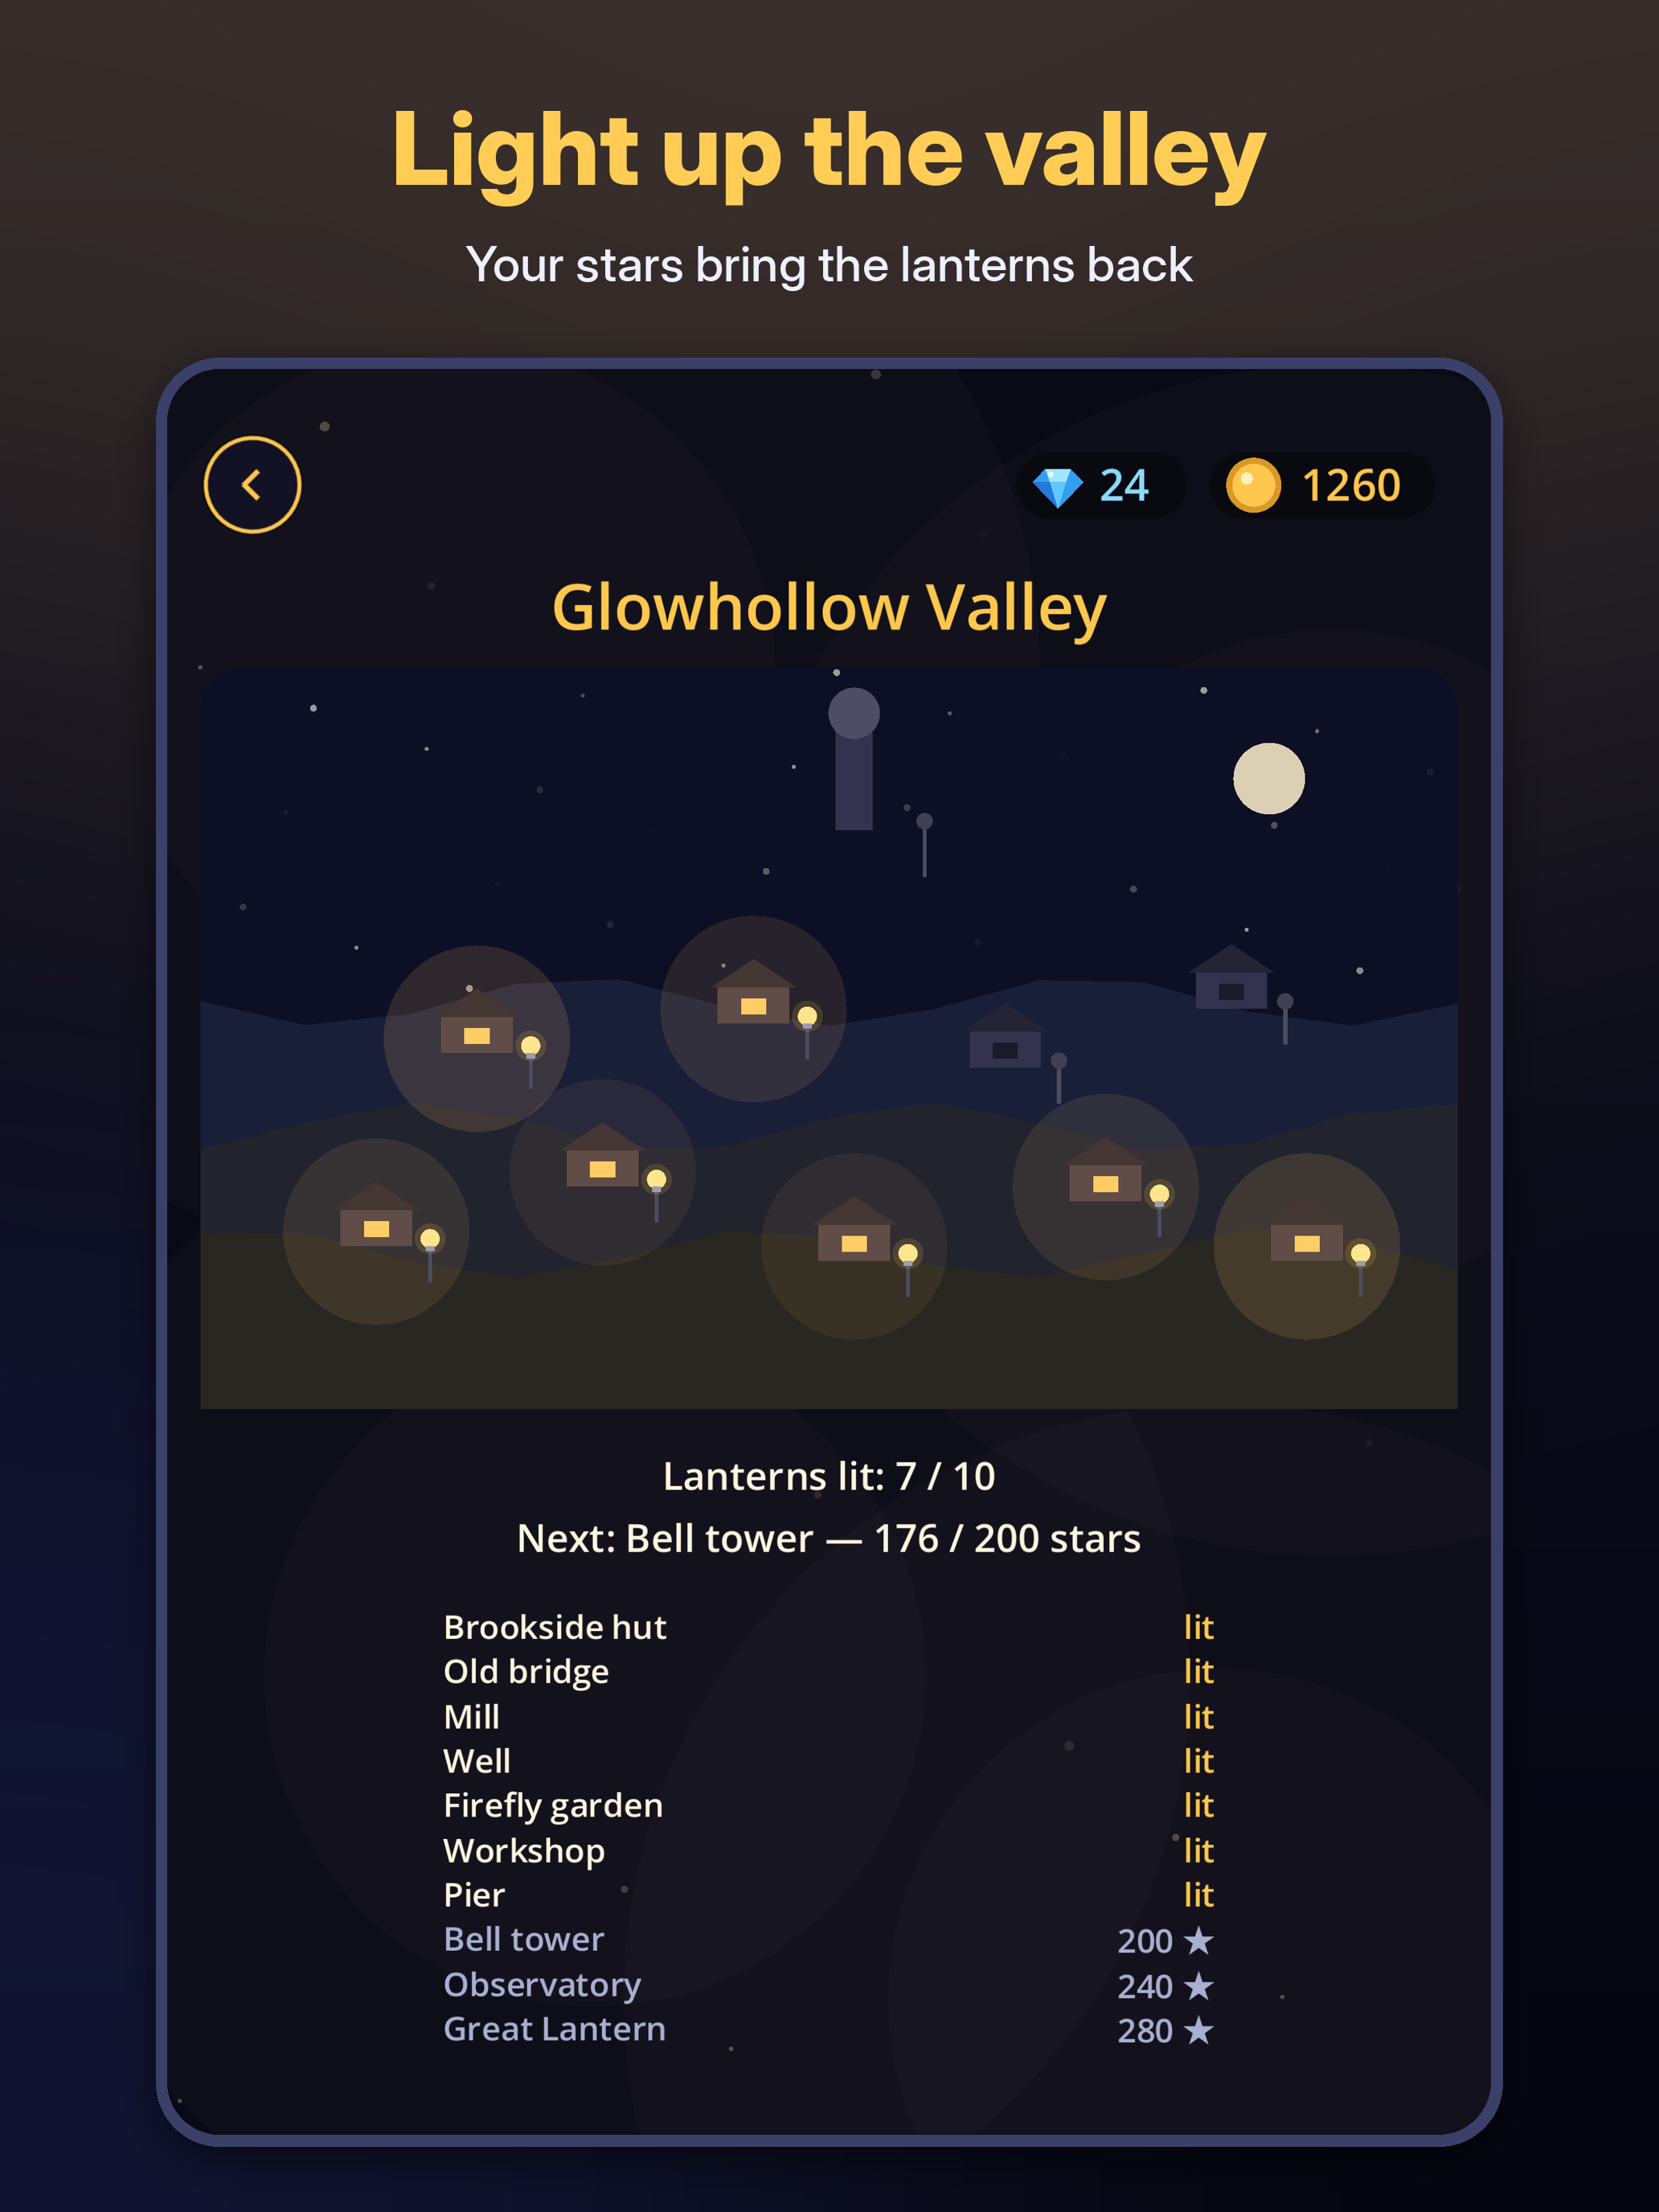 Light up the valley
Your stars bring the lanterns back
24 1260
Glowhollow Valley
Lanterns lit: 7 / 10
Next: Bell tower — 176 / 200 stars
Brookside hut lit
Old bridge lit
Mill lit
Well lit
Firefly garden lit
Workshop lit
Pier lit
Bell tower 200 ★
Observatory 240 ★
Great Lantern 280 ★